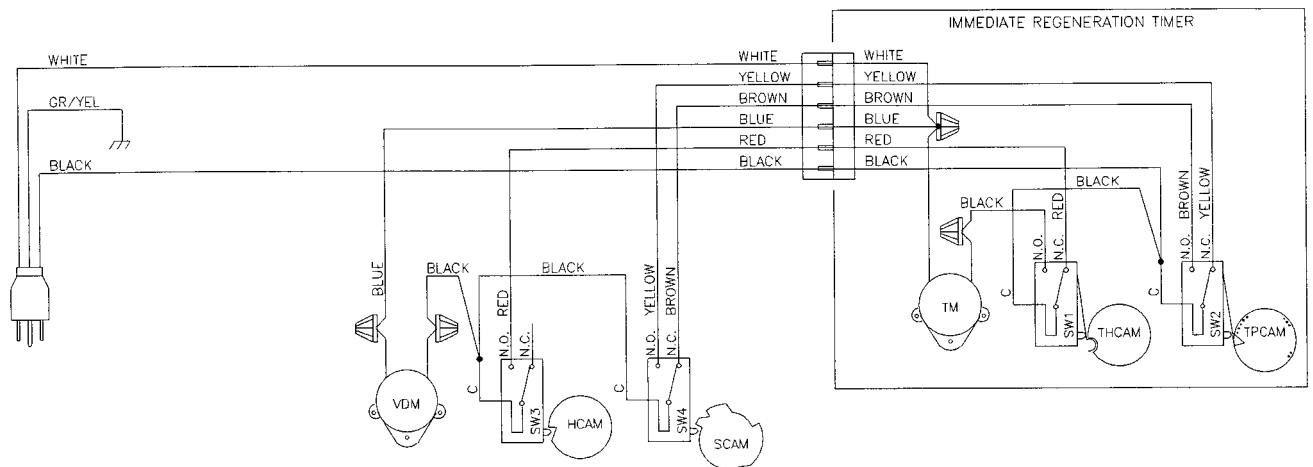 IMMEDIATE REGENERATION TIMER
WHITE
WHITE
WHITE
YELLOW
YELLOW
GR/YEL
BROWN
BROWN
BLUE
BLUE
RED
RED
BLACK
BLACK
BLACK
BLACK
BLACK
RED
BROWN
YELLOW
N.O.
N.C.
N.O.
N.C.
BLUE
BLACK
BLACK
RED
YELLOW
BROWN
C
C
TM
SW1
THCAM
SW2
TPCAM
N.O.
N.C.
N.O.
N.C.
C
C
VDM
SW3
HCAM
SW4
SCAM